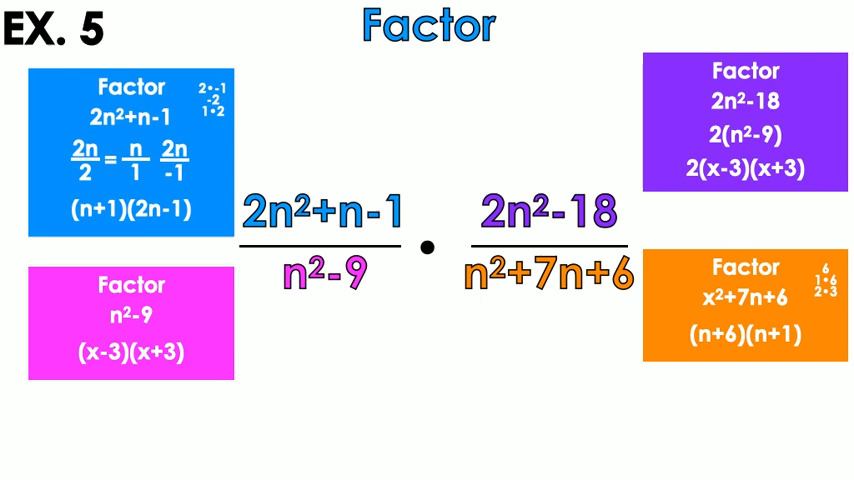 EX. 5
Factor
Factor
2n²+n-1
2•-1
-2
1•2
2n/2 = n/1 2n/-1
(n+1)(2n-1)
Factor
n²-9
(x-3)(x+3)
2n²+n-1
n²-9
•
2n²-18
n²+7n+6
Factor
2n²-18
2(n²-9)
2(x-3)(x+3)
Factor
x²+7n+6
6
1•6
2•3
(n+6)(n+1)